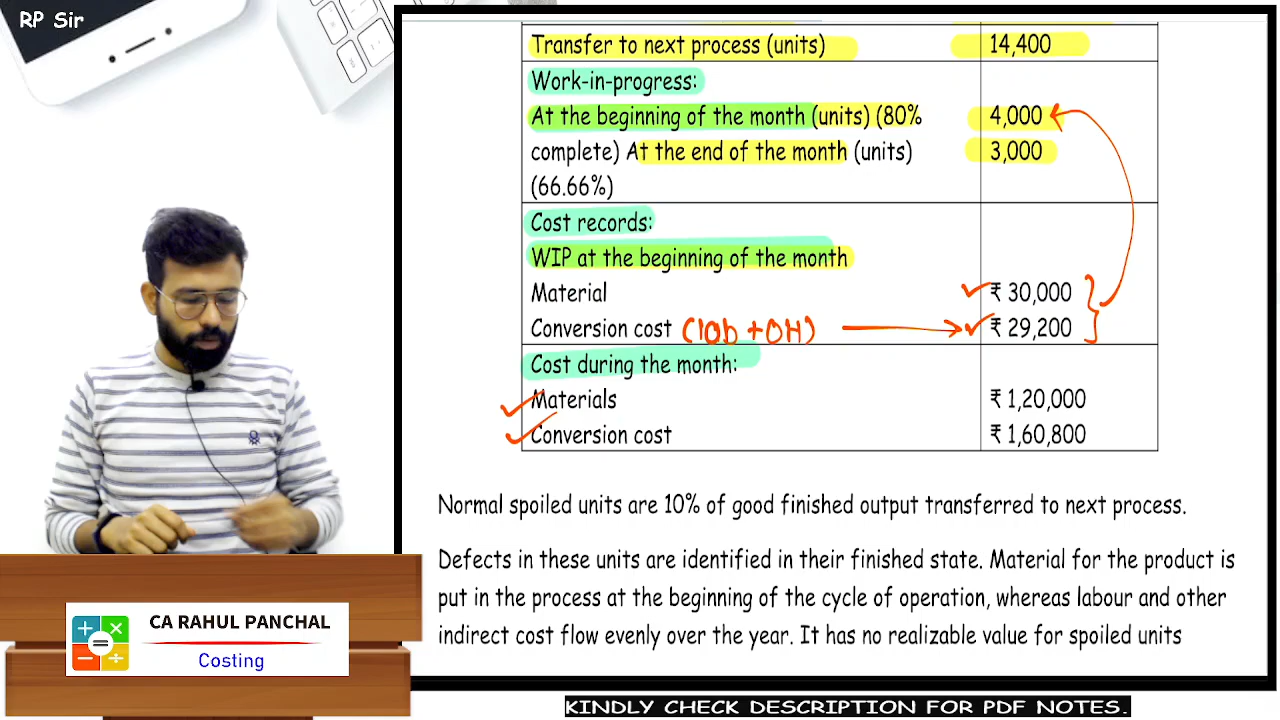 RP Sir
Transfer to next process (units) 14,400
Work-in-progress:
At the beginning of the month (units) (80% 4,000
complete) At the end of the month (units) 3,000
(66.66%)
Cost records:
WIP at the beginning of the month
Material ₹ 30,000
Conversion cost (lab + OH) ₹ 29,200
Cost during the month:
Materials ₹ 1,20,000
Conversion cost ₹ 1,60,800
Normal spoiled units are 10% of good finished output transferred to next process.
Defects in these units are identified in their finished state. Material for the product is
put in the process at the beginning of the cycle of operation, whereas labour and other
indirect cost flow evenly over the year. It has no realizable value for spoiled units
CA RAHUL PANCHAL
Costing
KINDLY CHECK DESCRIPTION FOR PDF NOTES.